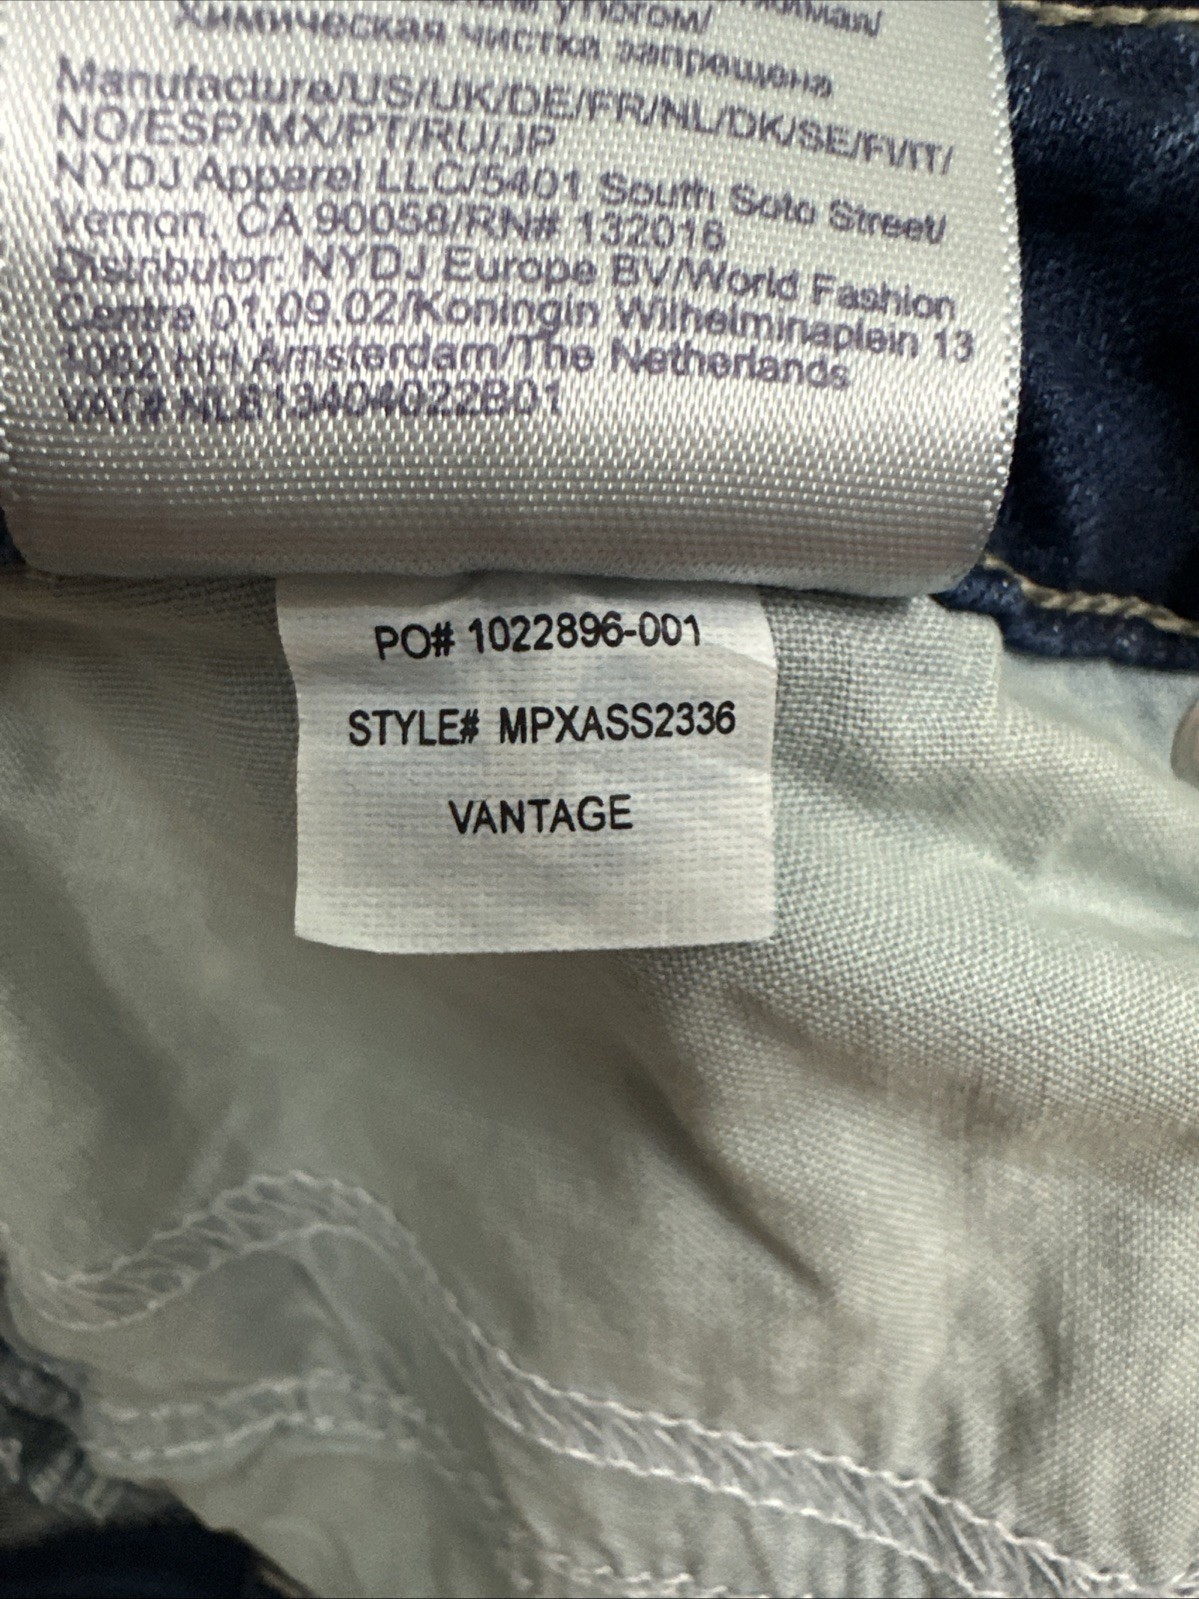 утюгом/
Химическая чистка запрещена
Manufacture/US/UK/DE/FR/NL/DK/SE/FI/IT/
NO/ESP/MX/PT/RU/JP
NYDJ Apparel LLC/5401 South Soto Street/
Vernon, CA 90058/RN# 132016
Distributor: NYDJ Europe BV/World Fashion
Centre 01.09.02/Koningin Wilhelminaplein 13
1062 HH Amsterdam/The Netherlands
VAT# NL813404022B01
PO# 1022896-001
STYLE# MPXASS2336
VANTAGE